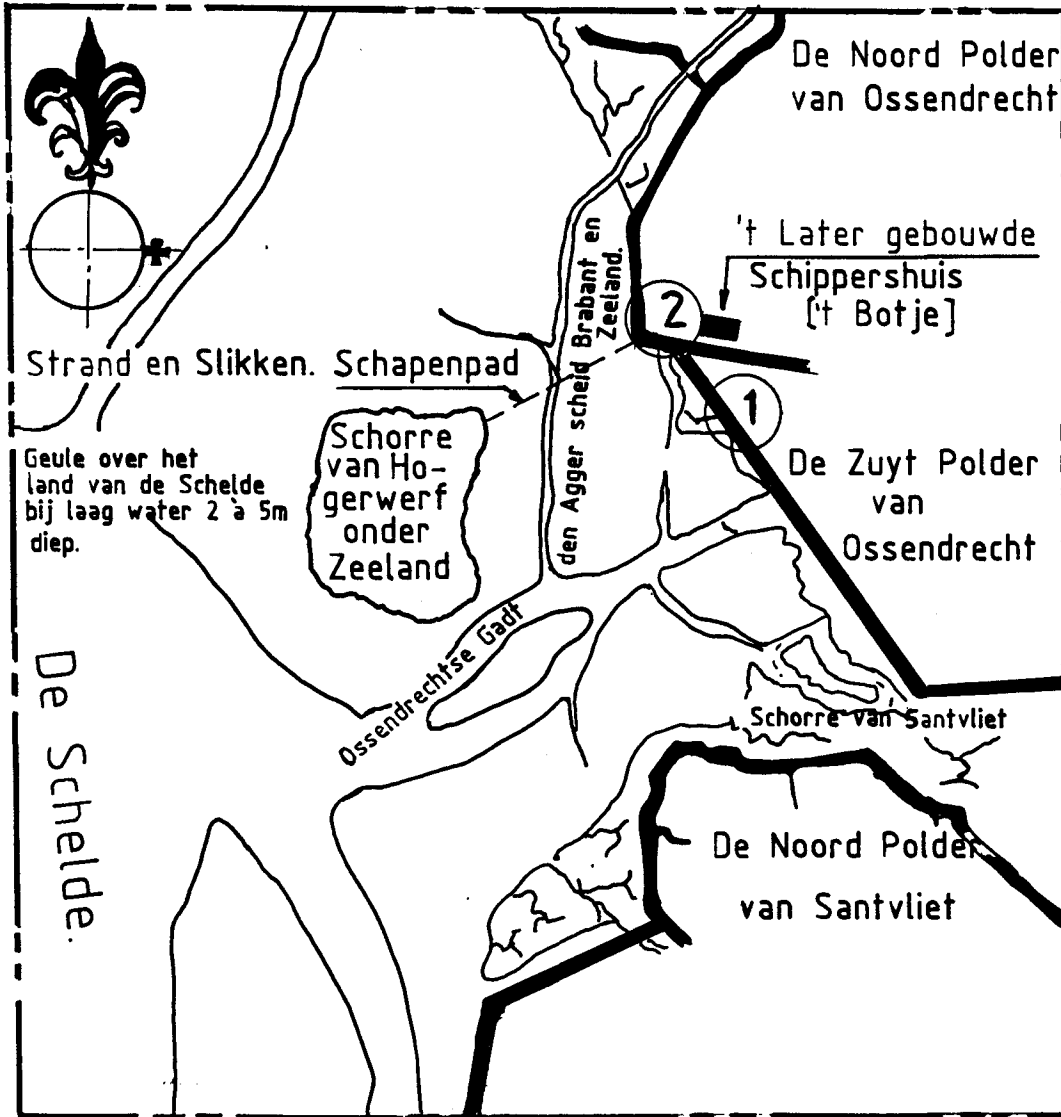 De Noord Polder
van Ossendrecht
't Later gebouwde
Schippershuis
['t Botje]
2
den Agger scheid Brabant en
Zeeland.
Strand en Slikken. Schapenpad
1
Schorre
van Ho-
gerwerf
onder
Zeeland
Geule over het
land van de Schelde
bij laag water 2 à 5m
diep.
De Zuyt Polder
van
Ossendrecht
Ossendrechtse Gadt
De Schelde.
Schorre van Santvliet
De Noord Polder
van Santvliet